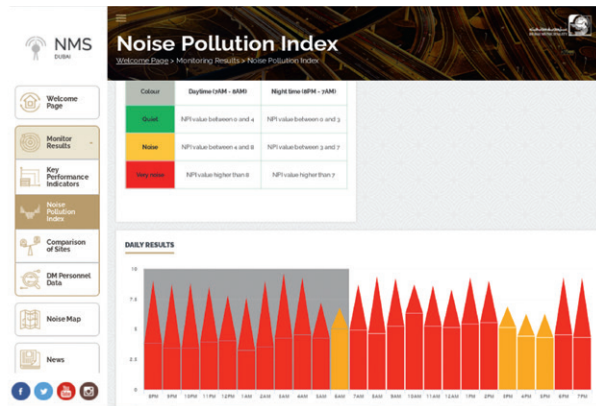 NMS
DUBAI
Noise Pollution Index
Welcome Page > Monitoring Results > Noise Pollution Index
Welcome
Page
Monitor
Results
Key
Performance
Indicators
Noise
Pollution
Index
Comparison
of Sites
DM Personnel
Data
Noise Map
News
Colour
Daytime (7AM - 8AM)
Night time (8PM - 7AM)
Quiet
NPI value between 0 and 4
NPI value between 0 and 3
Noise
NPI value between 4 and 8
NPI value between 3 and 7
Very noise
NPI value higher than 8
NPI value higher than 7
DAILY RESULTS
10
7.5
5
2.5
0
8PM 9PM 10PM 11PM 12PM 1AM 2AM 3AM 4AM 5AM 6AM 7AM 8AM 9AM 10AM 11AM 12AM 1PM 2PM 3PM 4PM 5PM 6PM 7PM